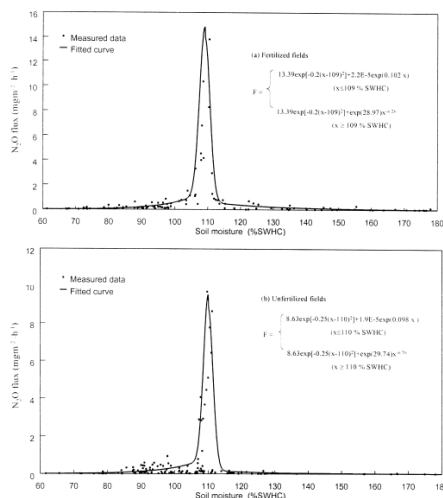 16
14
12
10
8
6
4
2
0
N₂O flux (mgm⁻²·h⁻¹)
Measured data
Fitted curve
(a) Fertilized fields
F =
13.39exp[-0.2(x-109)²]+2.2E-5exp(0.102 x)
(x≤109 % SWHC)
13.39exp[-0.2(x-109)²]+exp(28.97)x
(x ≥ 109 % SWHC)
60 70 80 90 100 110 120 130 140 150 160 170 180
Soil moisture (%SWHC)
12
10
8
6
4
2
0
N₂O flux (mgm⁻²·h⁻¹)
Measured data
Fitted curve
(b) Unfertilized fields
F =
8.63exp[-0.25(x-110)²]+1.9E-5exp(0.098 x )
(x≤110 % SWHC)
8.63exp[-0.25(x-110)²]+exp(29.74)x
(x ≥ 110 % SWHC)
60 70 80 90 100 110 120 130 140 150 160 170 180
Soil moisture (%SWHC)